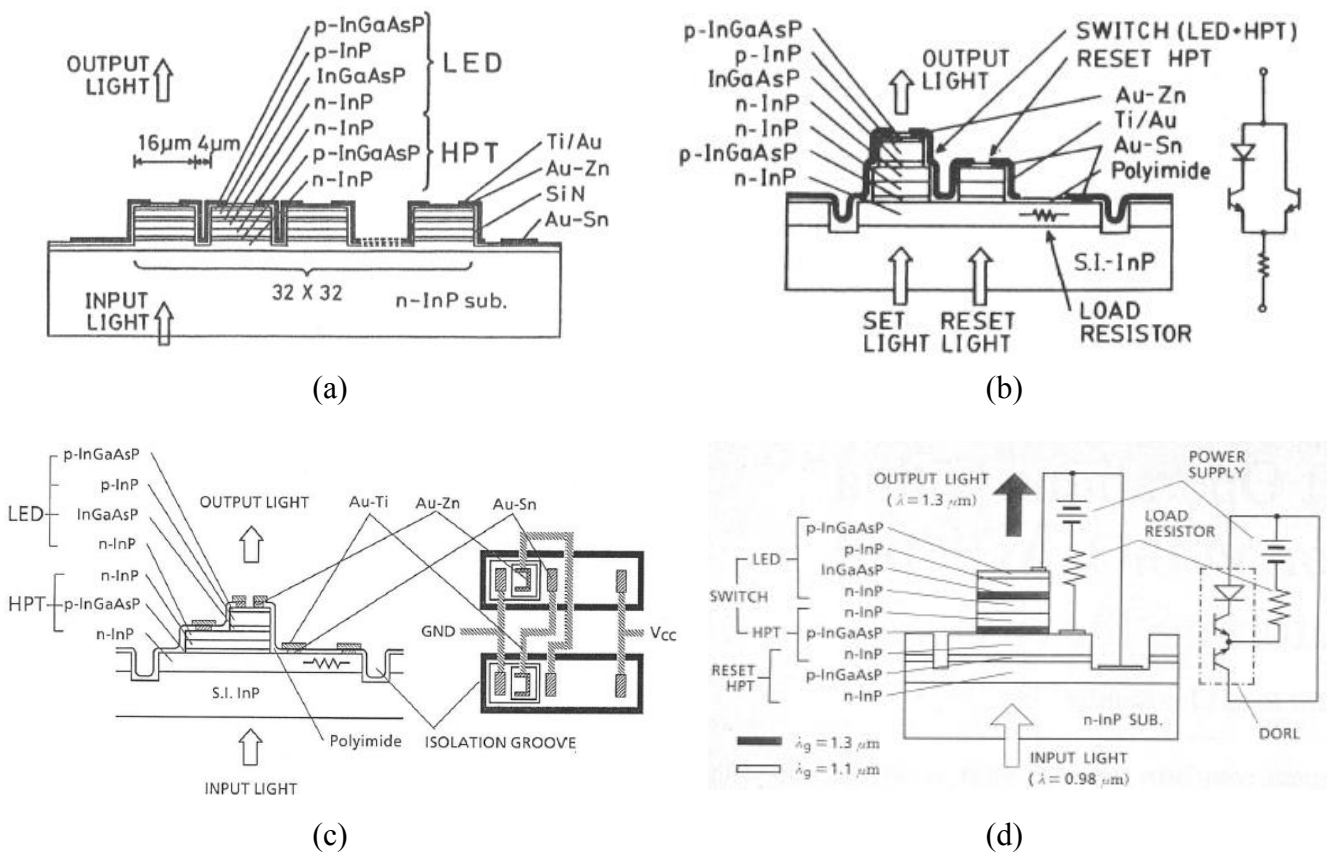 p-InGaAsP
p-InP
InGaAsP
n-InP
n-InP
p-InGaAsP
n-InP
LED
HPT
OUTPUT
LIGHT
16μm 4μm
Ti/Au
Au-Zn
SiN
Au-Sn
32 X 32
n-InP sub.
INPUT
LIGHT
(a)
p-InGaAsP
p-InP
InGaAsP
n-InP
n-InP
p-InGaAsP
n-InP
OUTPUT
LIGHT
SWITCH (LED+HPT)
RESET HPT
Au-Zn
Ti/Au
Au-Sn
Polyimide
S.I.-InP
SET
LIGHT
RESET
LIGHT
LOAD
RESISTOR
(b)
p-InGaAsP
p-InP
InGaAsP
n-InP
n-InP
p-InGaAsP
n-InP
LED
HPT
OUTPUT LIGHT
Au-Ti
Au-Zn
Au-Sn
GND
VCC
S.I. InP
Polyimide
ISOLATION GROOVE
INPUT LIGHT
(c)
POWER
SUPPLY
OUTPUT LIGHT
(λ=1.3 μm)
LOAD
RESISTOR
LED
SWITCH
HPT
RESET
HPT
p-InGaAsP
p-InP
InGaAsP
n-InP
n-InP
p-InGaAsP
n-InP
p-InGaAsP
n-InP
n-InP SUB.
DORL
λg=1.3 μm
λg=1.1 μm
INPUT LIGHT
(λ=0.98 μm)
(d)